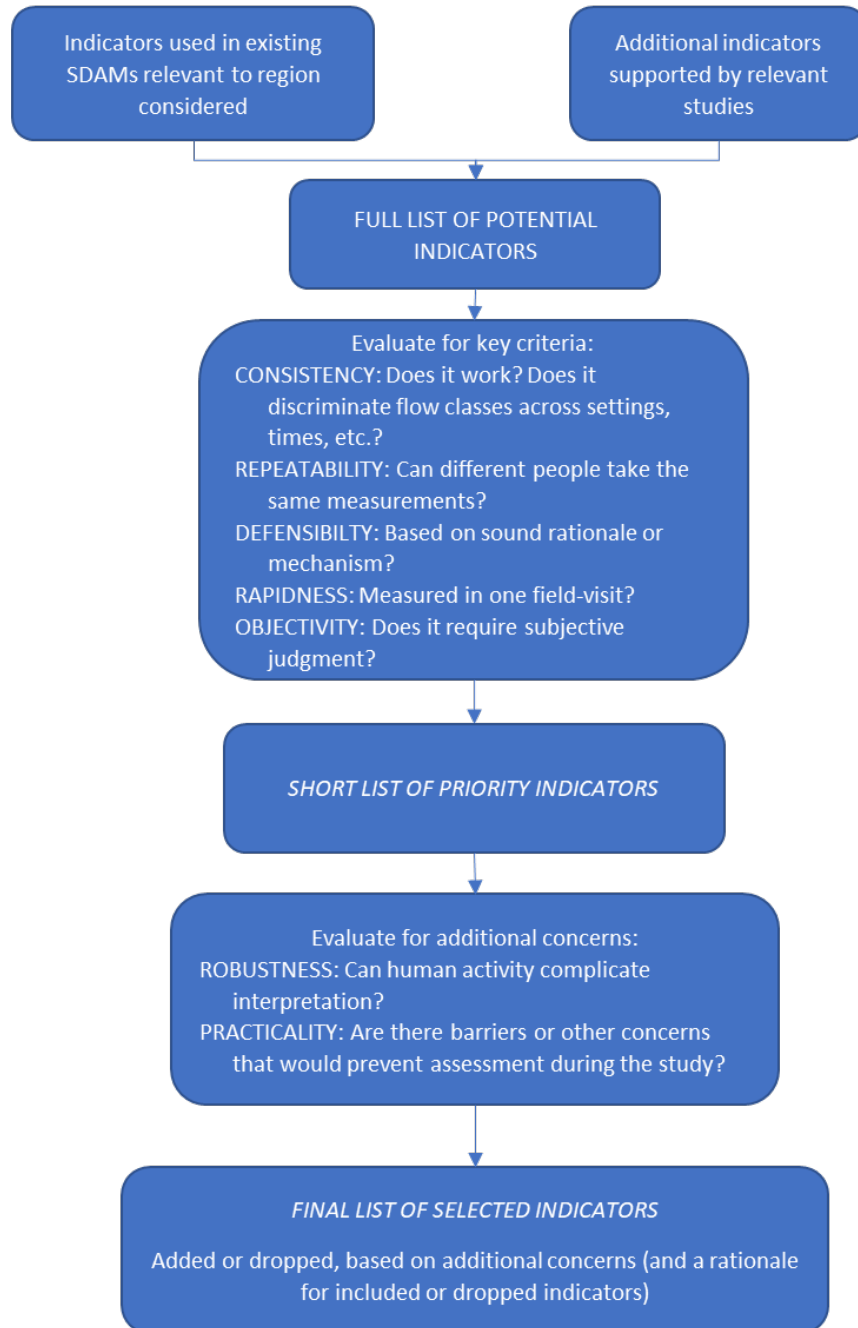 Indicators used in existing
SDAMs relevant to region
considered
Additional indicators
supported by relevant
studies
FULL LIST OF POTENTIAL
INDICATORS
Evaluate for key criteria:
CONSISTENCY: Does it work? Does it
discriminate flow classes across settings,
times, etc.?
REPEATABILITY: Can different people take the
same measurements?
DEFENSIBILTY: Based on sound rationale or
mechanism?
RAPIDNESS: Measured in one field-visit?
OBJECTIVITY: Does it require subjective
judgment?
SHORT LIST OF PRIORITY INDICATORS
Evaluate for additional concerns:
ROBUSTNESS: Can human activity complicate
interpretation?
PRACTICALITY: Are there barriers or other concerns
that would prevent assessment during the study?
FINAL LIST OF SELECTED INDICATORS
Added or dropped, based on additional concerns (and a rationale
for included or dropped indicators)